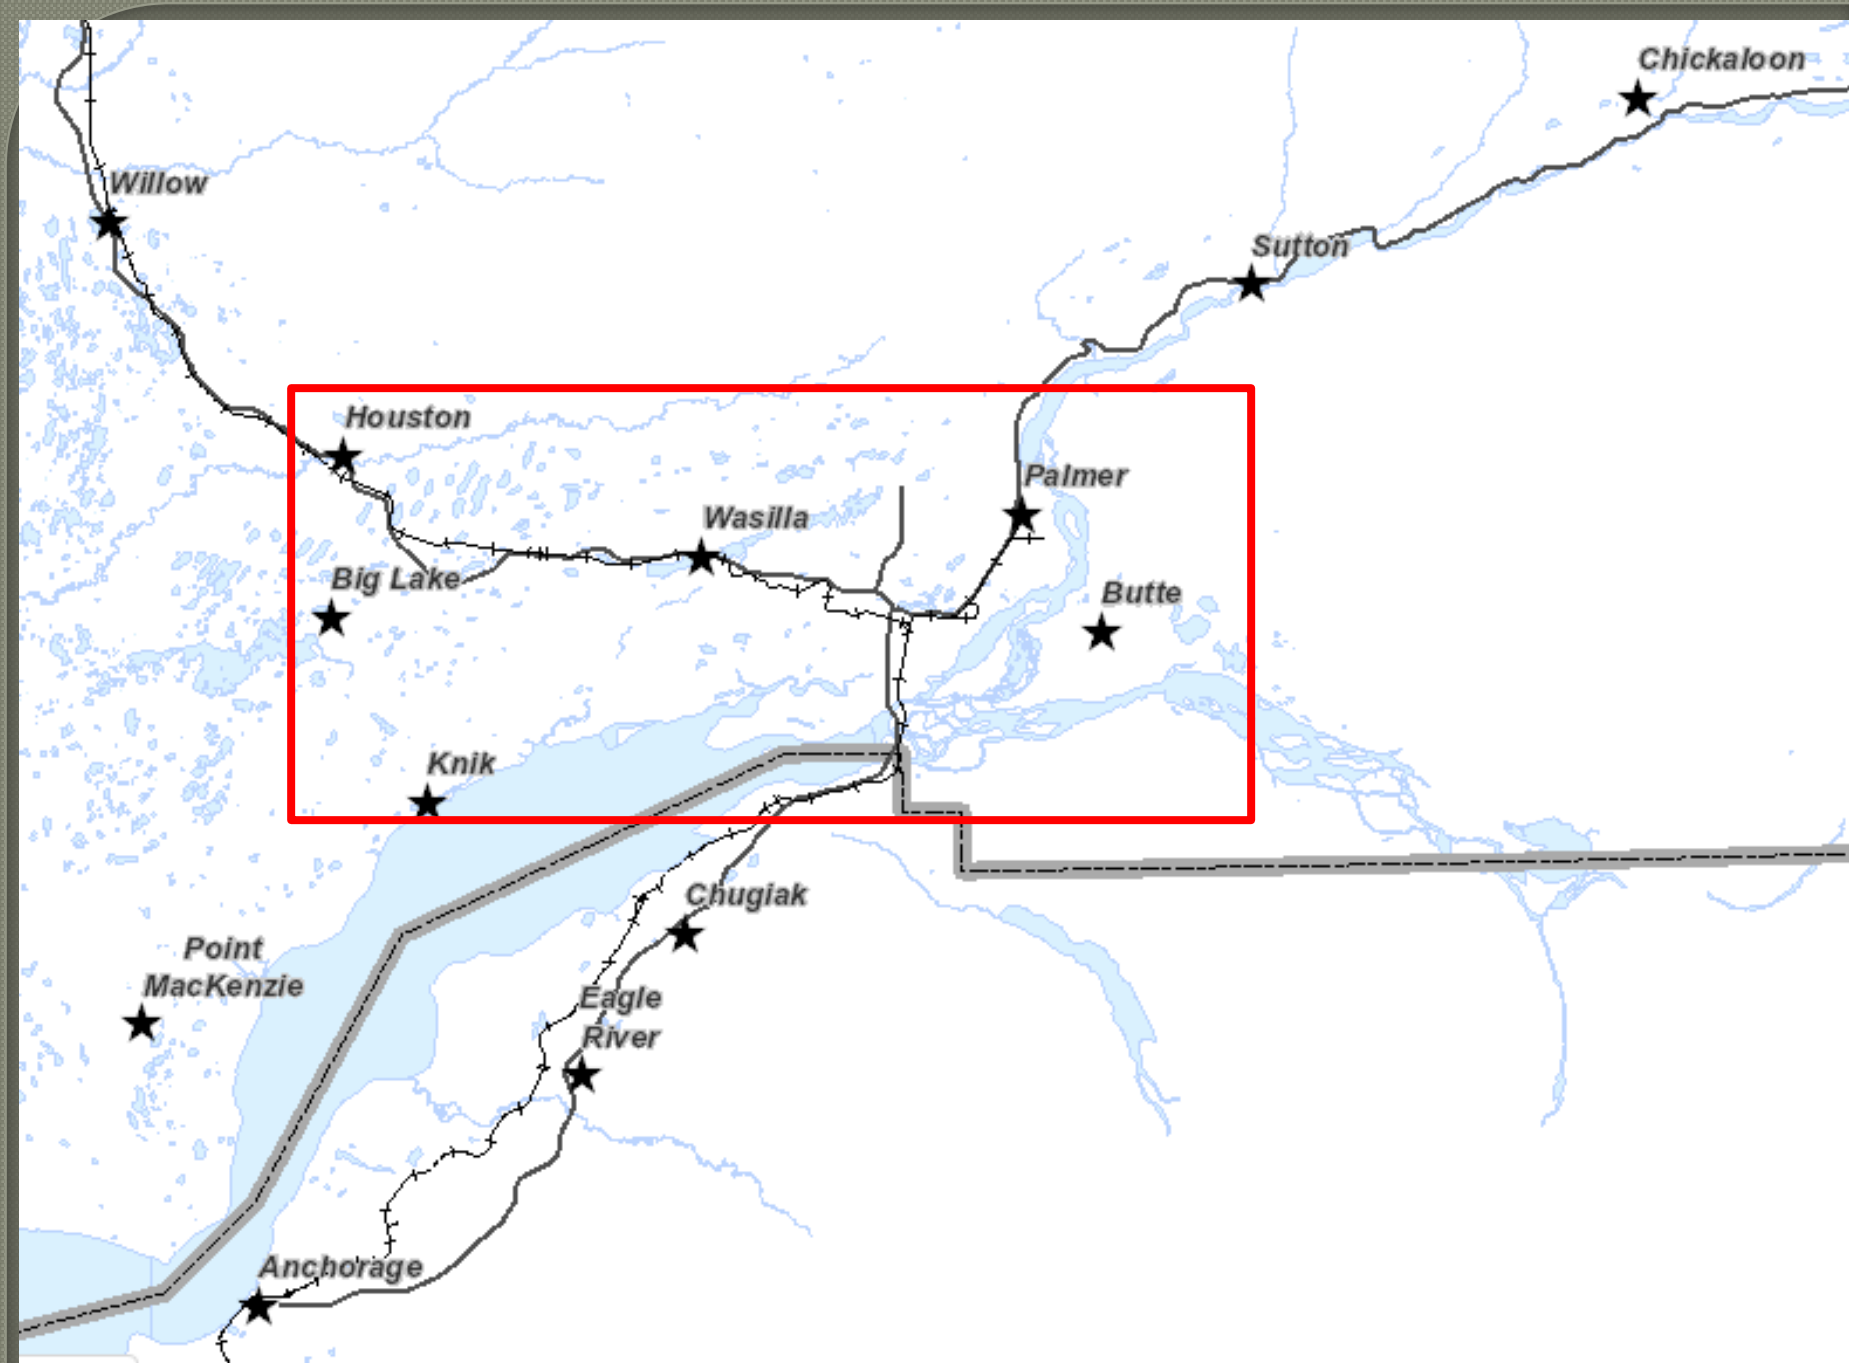 Chickaloon
Willow
Sutton
Houston
Palmer
Wasilla
Big Lake
Butte
Knik
Chugiak
Point
MacKenzie
Eagle
River
Anchorage